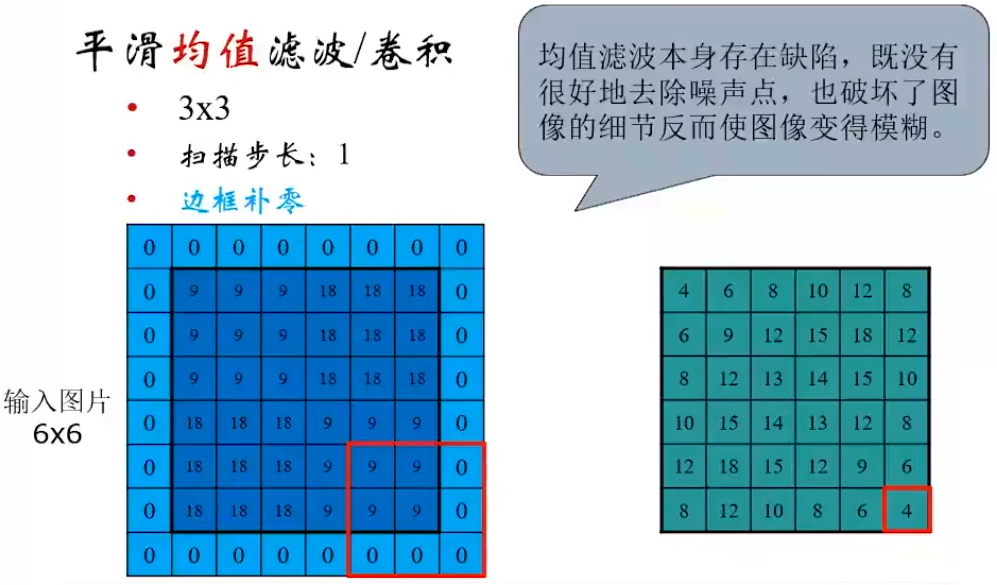 平滑均值滤波/卷积
• 3x3
• 扫描步长：1
• 边框补零
均值滤波本身存在缺陷，既没有
很好地去除噪声点，也破坏了图
像的细节反而使图像变得模糊。
输入图片
6x6
0 0 0 0 0 0 0 0
0 9 9 9 18 18 18 0
0 9 9 9 18 18 18 0
0 9 9 9 18 18 18 0
0 18 18 18 9 9 9 0
0 18 18 18 9 9 9 0
0 18 18 18 9 9 9 0
0 0 0 0 0 0 0 0
4 6 8 10 12 8
6 9 12 15 18 12
8 12 13 14 15 10
10 15 14 13 12 8
12 18 15 12 9 6
8 12 10 8 6 4